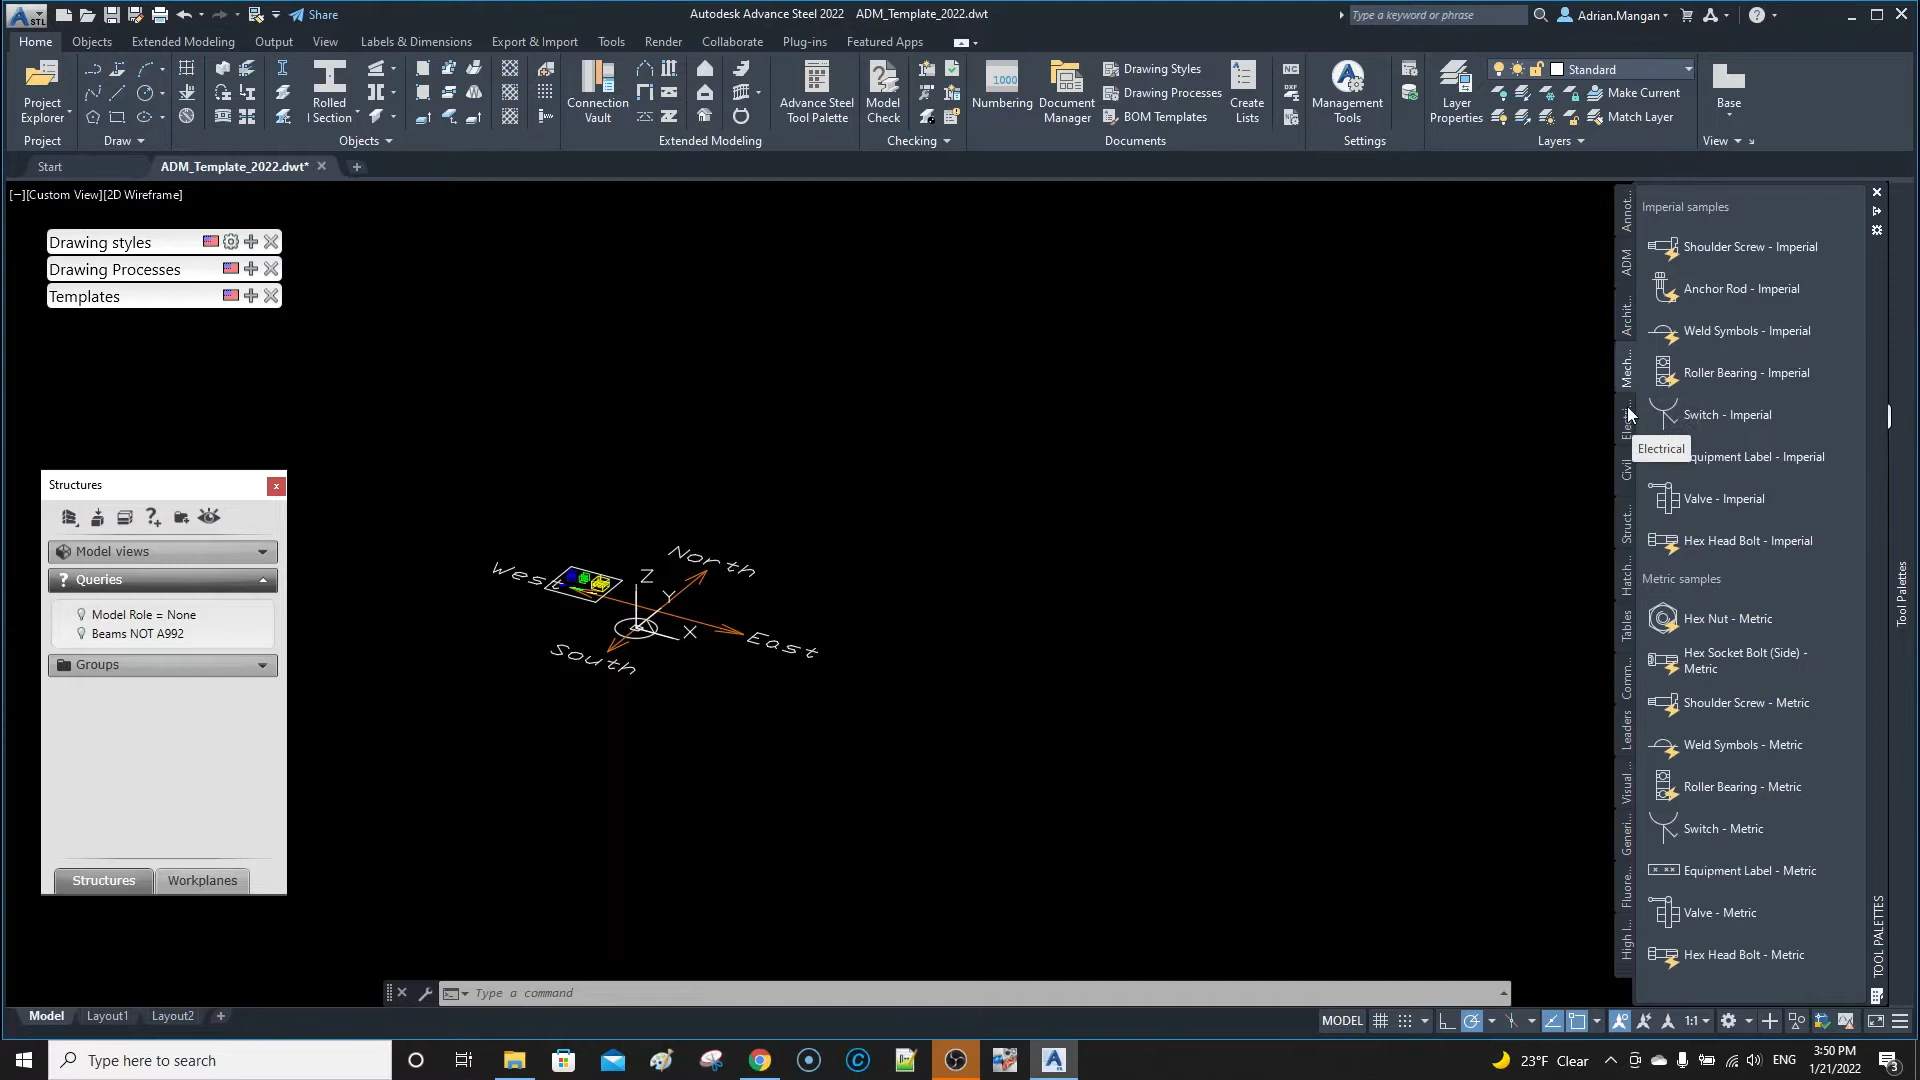 STL
Share
Autodesk Advance Steel 2022 ADM_Template_2022.dwt
Type a keyword or phrase
Adrian.Mangan
Home Objects Extended Modeling Output View Labels & Dimensions Export & Import Tools Render Collaborate Plug-ins Featured Apps
Project Explorer
Rolled I Section
Connection Vault
Advance Steel Tool Palette
Model Check
1000
Numbering
Document Manager
Drawing Styles
Drawing Processes
BOM Templates
Create Lists
NC
DXF
Management Tools
Layer Properties
Standard
Make Current
Match Layer
Base
Project Draw Objects Extended Modeling Checking Documents Settings Layers View
Start ADM_Template_2022.dwt*
[−][Custom View][2D Wireframe]
Drawing styles
Drawing Processes
Templates
Structures
Model views
? Queries
Model Role = None
Beams NOT A992
Groups
Structures Workplanes
North
West
Z
Y
X
South
East
Annot...
ADM
Archit...
Mech...
Elect...
Civil
Struct...
Hatch...
Tables
Comm...
Leaders
Visual ...
Generi...
Fluore...
High I...
Imperial samples
Shoulder Screw - Imperial
Anchor Rod - Imperial
Weld Symbols - Imperial
Roller Bearing - Imperial
Switch - Imperial
Electrical
quipment Label - Imperial
Valve - Imperial
Hex Head Bolt - Imperial
Metric samples
Hex Nut - Metric
Hex Socket Bolt (Side) -
Metric
Shoulder Screw - Metric
Weld Symbols - Metric
Roller Bearing - Metric
Switch - Metric
Equipment Label - Metric
Valve - Metric
Hex Head Bolt - Metric
TOOL PALETTES
Tool Palettes
Type a command
Model Layout1 Layout2 +
MODEL
1:1
Type here to search
23°F Clear
ENG
3:50 PM
1/21/2022
3